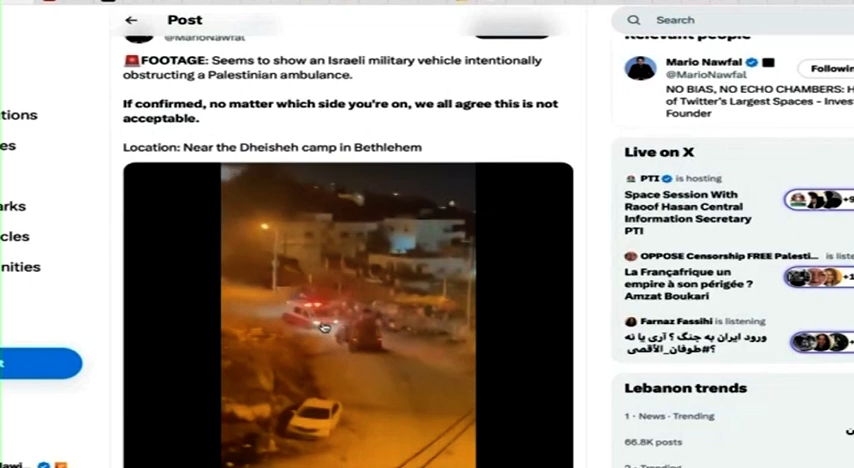 Post
@MarioNawfal
🚨FOOTAGE: Seems to show an Israeli military vehicle intentionally
obstructing a Palestinian ambulance.
If confirmed, no matter which side you're on, we all agree this is not
acceptable.
Location: Near the Dheisheh camp in Bethlehem
Search
Relevant people
Mario Nawfal
@MarioNawfal
Followin
NO BIAS, NO ECHO CHAMBERS: H
of Twitter's Largest Spaces - Inves
Founder
Live on X
PTI is hosting
Space Session With
Raoof Hasan Central
Information Secretary
PTI
OPPOSE Censorship FREE Palesti... is liste
La Françafrique un
empire à son périgée ?
Amzat Boukari
+1
Farnaz Fassihi is listening
ورود ایران به جنگ ؟ آری یا نه
؟#طوفان_الأقصى
Lebanon trends
1 · News · Trending
66.8K posts